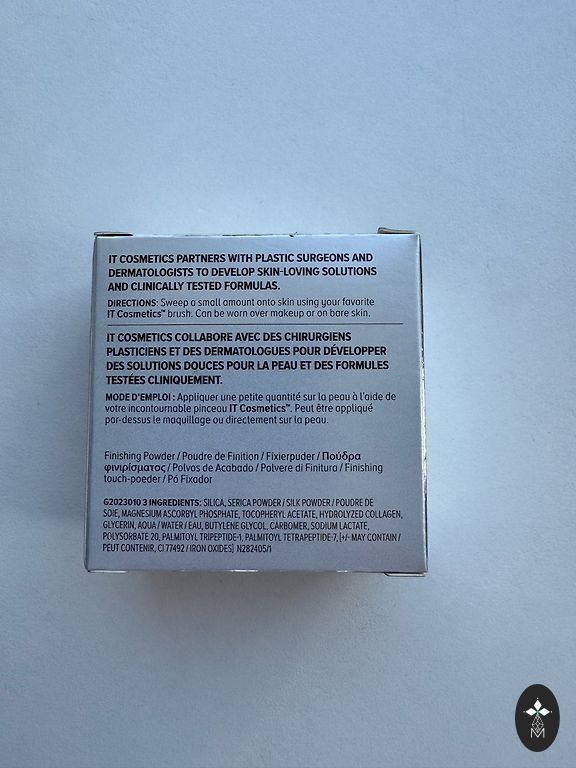 IT COSMETICS PARTNERS WITH PLASTIC SURGEONS AND
DERMATOLOGISTS TO DEVELOP SKIN-LOVING SOLUTIONS
AND CLINICALLY TESTED FORMULAS.
DIRECTIONS: Sweep a small amount onto skin using your favorite
IT Cosmetics™ brush. Can be worn over makeup or on bare skin.
IT COSMETICS COLLABORE AVEC DES CHIRURGIENS
PLASTICIENS ET DES DERMATOLOGUES POUR DÉVELOPPER
DES SOLUTIONS DOUCES POUR LA PEAU ET DES FORMULES
TESTÉES CLINIQUEMENT.
MODE D'EMPLOI : Appliquer une petite quantité sur la peau à l'aide de
votre incontournable pinceau IT Cosmetics™. Peut être appliqué
par-dessus le maquillage ou directement sur la peau.
Finishing Powder / Poudre de Finition / Fixierpuder / Πούδρα
φινιρίσματος / Polvos de Acabado / Polvere di Finitura / Finishing
touch-poeder / Pó Fixador
G2023010 3 INGREDIENTS: SILICA, SERICA POWDER / SILK POWDER / POUDRE DE
SOIE, MAGNESIUM ASCORBYL PHOSPHATE, TOCOPHERYL ACETATE, HYDROLYZED COLLAGEN,
GLYCERIN, AQUA / WATER / EAU, BUTYLENE GLYCOL, CARBOMER, SODIUM LACTATE,
POLYSORBATE 20, PALMITOYL TRIPEPTIDE-1, PALMITOYL TETRAPEPTIDE-7, [+/- MAY CONTAIN /
PEUT CONTENIR, CI 77492 / IRON OXIDES] N282405/1
M